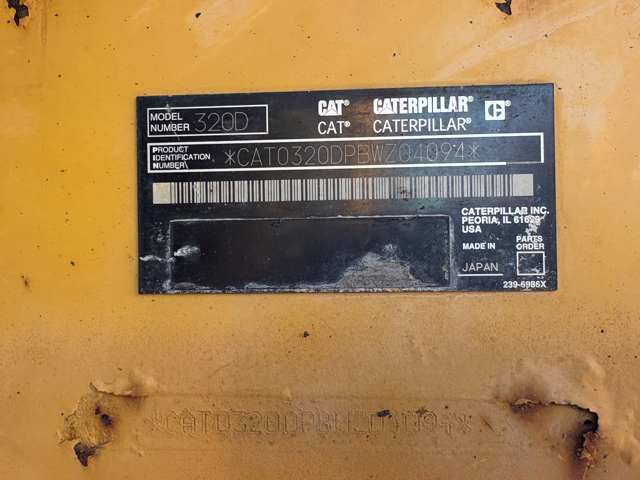 MODEL NUMBER 320D
CAT® CATERPILLAR® C®
CAT® CATERPILLAR®
PRODUCT IDENTIFICATION NUMBER *CAT0320DPBWZ04094*
CATERPILLAR INC.
PEORIA, IL 61629
USA
MADE IN JAPAN
PARTS ORDER
239-6986X
*CAT0320DPBWZ04094*